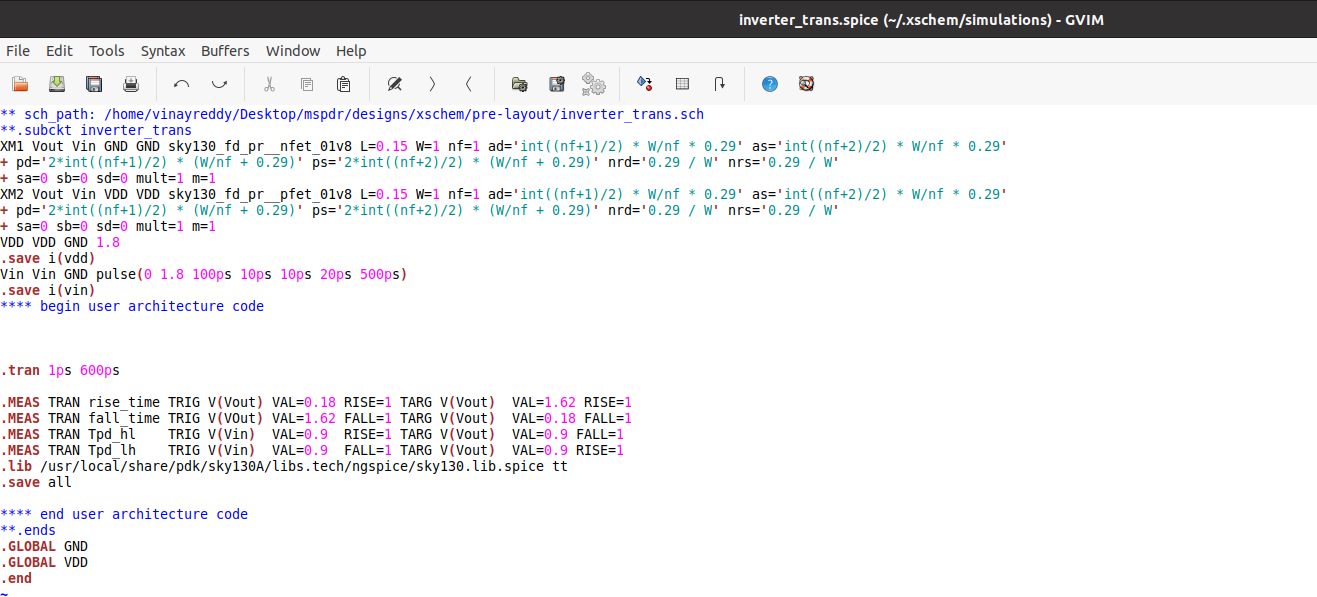 inverter_trans.spice (~/.xschem/simulations) - GVIM
File Edit Tools Syntax Buffers Window Help
** sch_path: /home/vinayreddy/Desktop/mspdr/designs/xschem/pre-layout/inverter_trans.sch
**.subckt inverter_trans
XM1 Vout Vin GND GND sky130_fd_pr__nfet_01v8 L=0.15 W=1 nf=1 ad='int((nf+1)/2) * W/nf * 0.29' as='int((nf+2)/2) * W/nf * 0.29'
+ pd='2*int((nf+1)/2) * (W/nf + 0.29)' ps='2*int((nf+2)/2) * (W/nf + 0.29)' nrd='0.29 / W' nrs='0.29 / W'
+ sa=0 sb=0 sd=0 mult=1 m=1
XM2 Vout Vin VDD VDD sky130_fd_pr__pfet_01v8 L=0.15 W=1 nf=1 ad='int((nf+1)/2) * W/nf * 0.29' as='int((nf+2)/2) * W/nf * 0.29'
+ pd='2*int((nf+1)/2) * (W/nf + 0.29)' ps='2*int((nf+2)/2) * (W/nf + 0.29)' nrd='0.29 / W' nrs='0.29 / W'
+ sa=0 sb=0 sd=0 mult=1 m=1
VDD VDD GND 1.8
.save i(vdd)
Vin Vin GND pulse(0 1.8 100ps 10ps 10ps 20ps 500ps)
.save i(vin)
**** begin user architecture code
.tran 1ps 600ps
.MEAS TRAN rise_time TRIG V(Vout) VAL=0.18 RISE=1 TARG V(Vout)  VAL=1.62 RISE=1
.MEAS TRAN fall_time TRIG V(VOut) VAL=1.62 FALL=1 TARG V(Vout)  VAL=0.18 FALL=1
.MEAS TRAN Tpd_hl    TRIG V(Vin)  VAL=0.9  RISE=1 TARG V(Vout)  VAL=0.9 FALL=1
.MEAS TRAN Tpd_lh    TRIG V(Vin)  VAL=0.9  FALL=1 TARG V(Vout)  VAL=0.9 RISE=1
.lib /usr/local/share/pdk/sky130A/libs.tech/ngspice/sky130.lib.spice tt
.save all
**** end user architecture code
**.ends
.GLOBAL GND
.GLOBAL VDD
.end
~